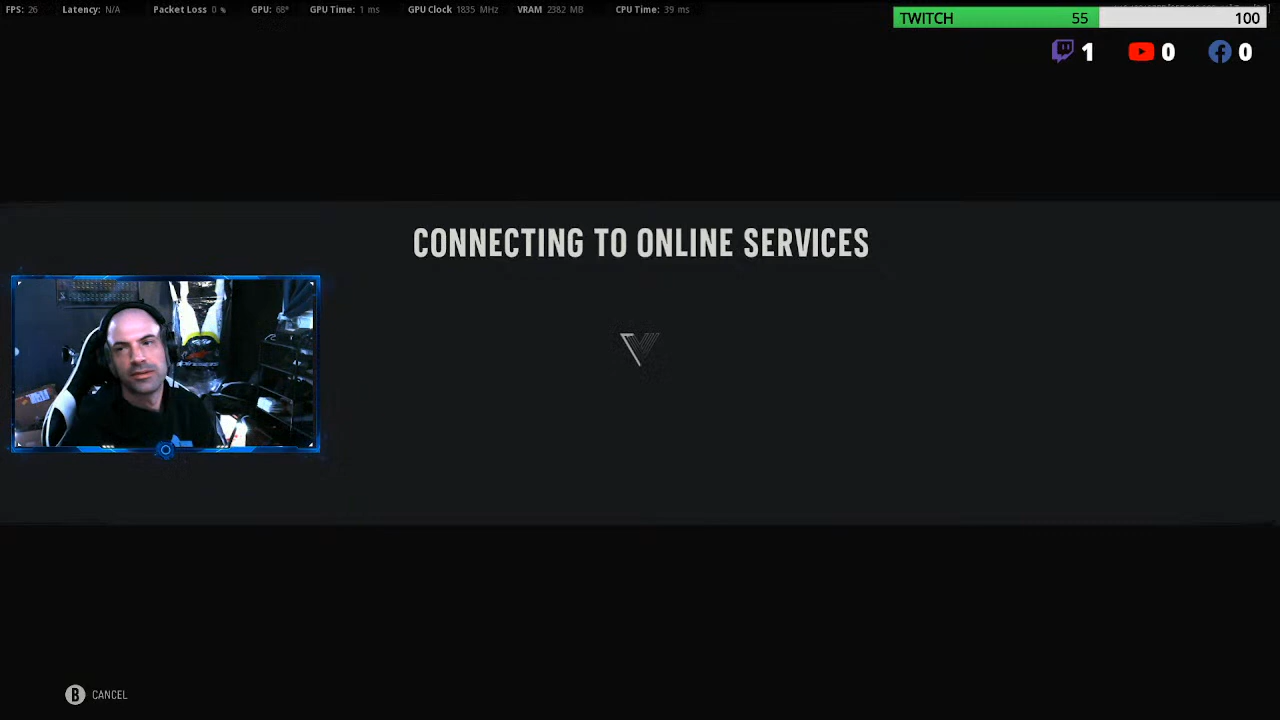 FPS: 26 Latency: N/A Packet Loss 0 % GPU: 68° GPU Time: 1 ms GPU Clock 1835 MHz VRAM 2382 MB CPU Time: 39 ms
TWITCH 55 100
1 0 0
CONNECTING TO ONLINE SERVICES
B CANCEL